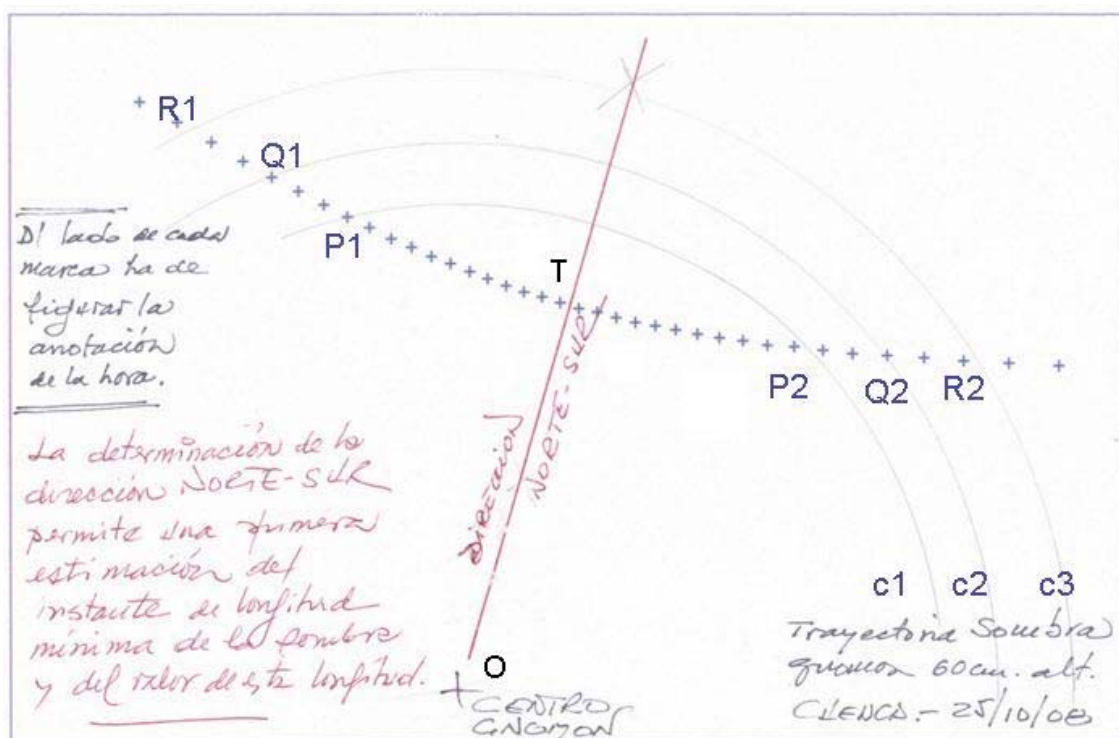 R1
Q1
P1
T
Al lado de cada
marca ha de
figurar la
anotación
de la hora.
P2
Q2
R2
DIRECCION
NORTE-SUR
La determinación de la
dirección NORTE-SUR
permite una primera
estimación del
instante de longitud
mínima de la sombra
y del valor de esta longitud.
c1
c2
c3
O
CENTRO
GNOMON
Trayectoria Sombra
gnomon 60cm. alt.
CUENCA.- 25/10/08